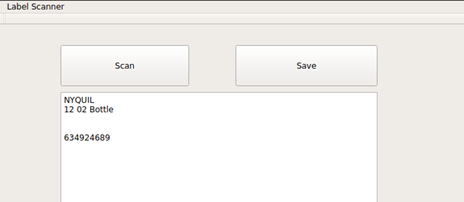 Label Scanner
Scan
Save
NYQUIL
12 02 Bottle
634924689